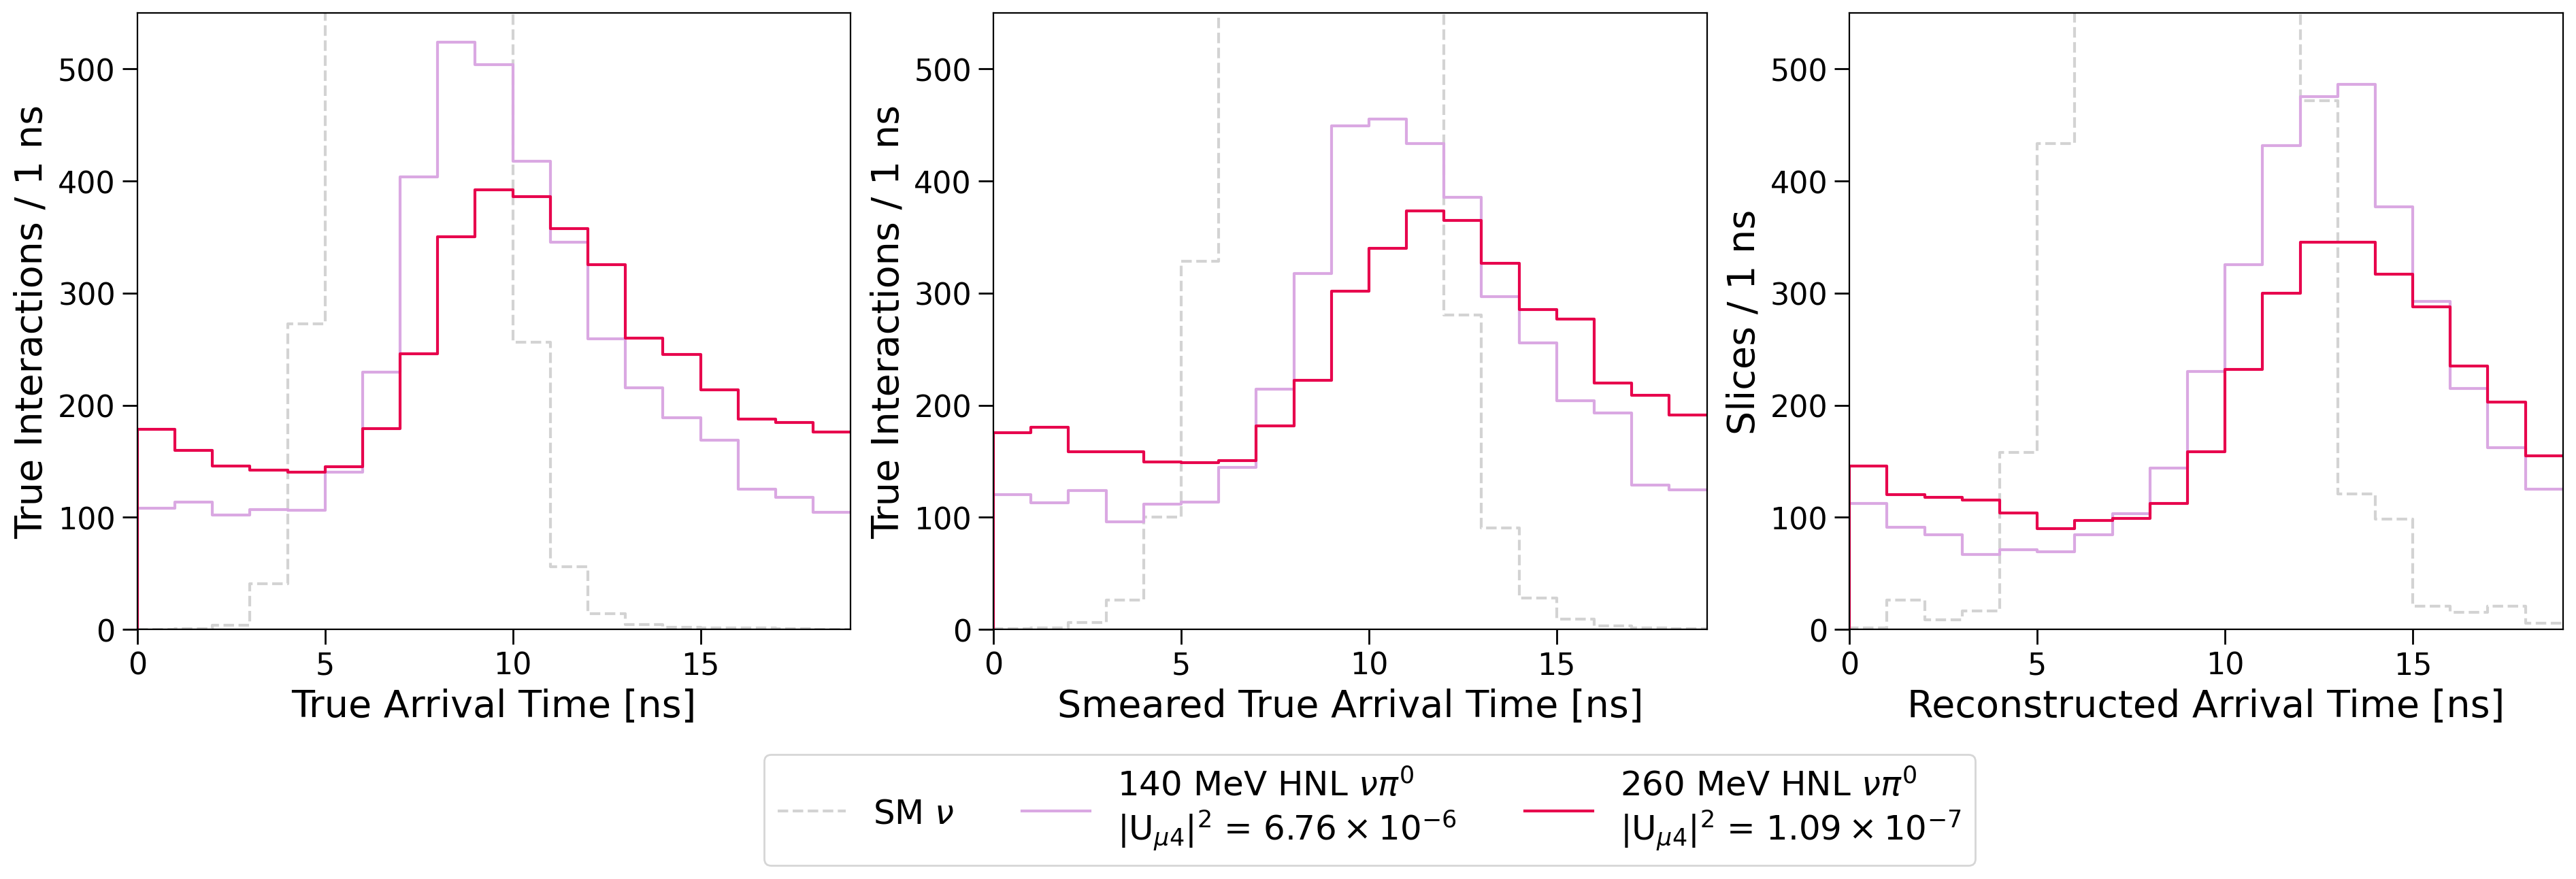 True Interactions / 1 ns
500
400
300
200
100
0
0 5 10 15
True Arrival Time [ns]
True Interactions / 1 ns
500
400
300
200
100
0
0 5 10 15
Smeared True Arrival Time [ns]
Slices / 1 ns
500
400
300
200
100
0
0 5 10 15
Reconstructed Arrival Time [ns]
SM ν
140 MeV HNL νπ⁰
|U_μ4|² = 6.76 × 10⁻⁶
260 MeV HNL νπ⁰
|U_μ4|² = 1.09 × 10⁻⁷